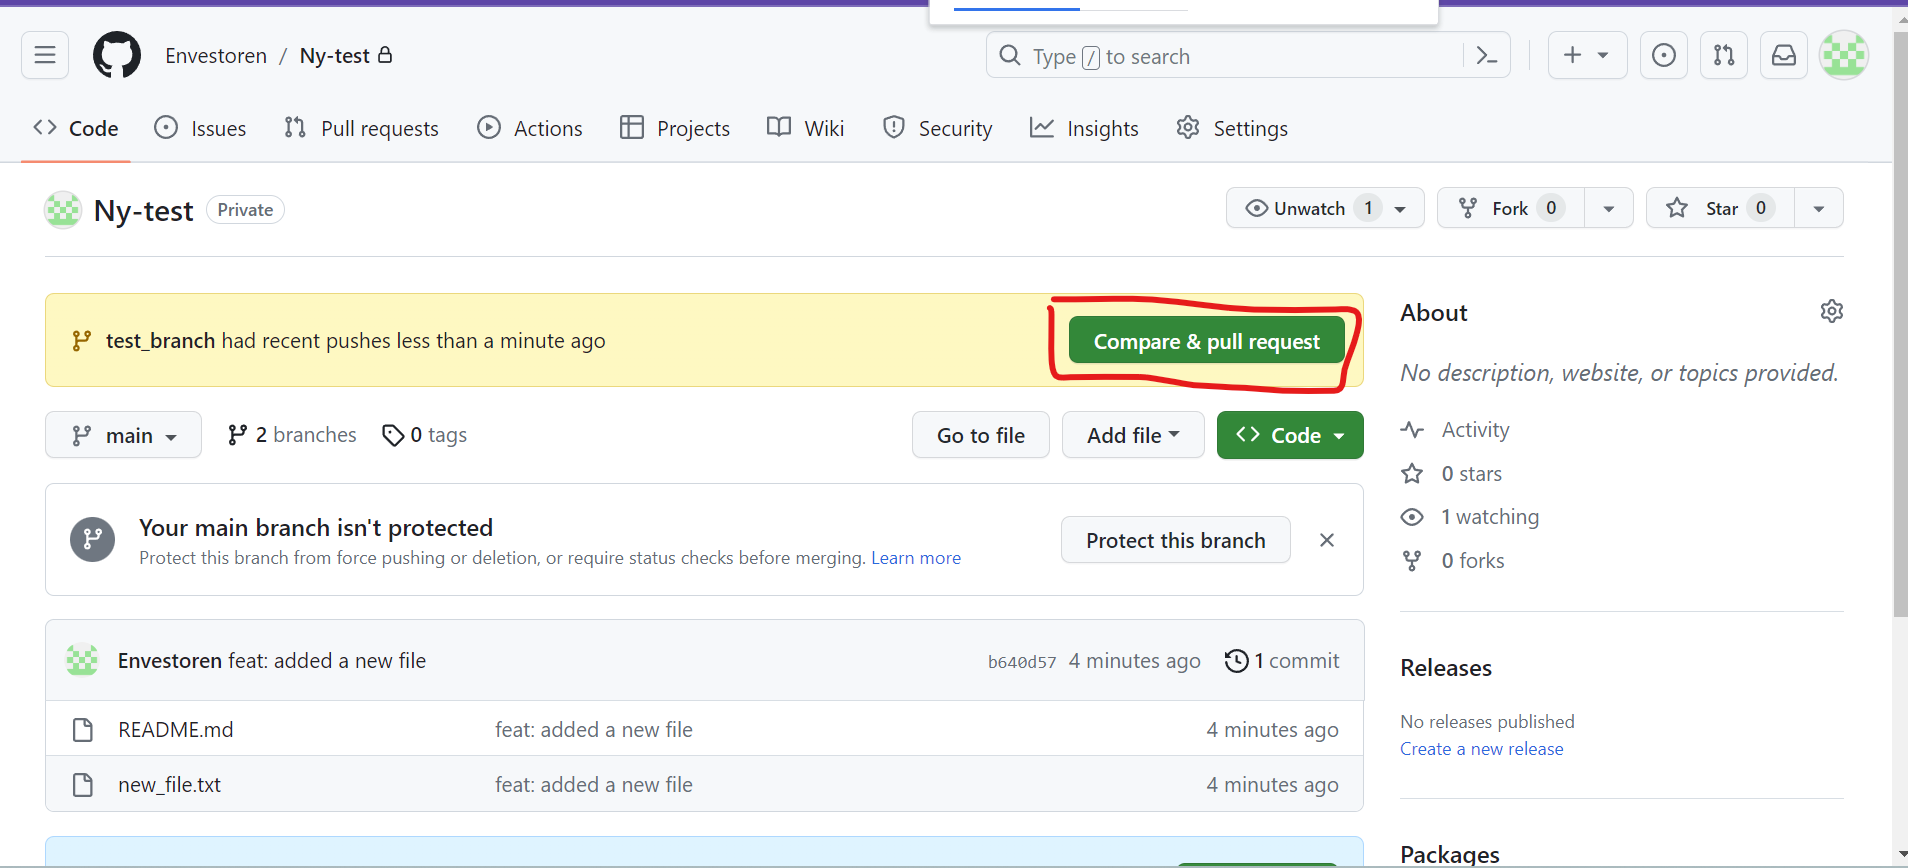 Envestoren / Ny-test
Type / to search
Code Issues Pull requests Actions Projects Wiki Security Insights Settings
Ny-test Private
Unwatch 1 Fork 0 Star 0
test_branch had recent pushes less than a minute ago
Compare & pull request
main 2 branches 0 tags
Go to file Add file <> Code
Your main branch isn't protected
Protect this branch from force pushing or deletion, or require status checks before merging. Learn more
Protect this branch
Envestoren feat: added a new file b640d57 4 minutes ago 1 commit
README.md feat: added a new file 4 minutes ago
new_file.txt feat: added a new file 4 minutes ago
About
No description, website, or topics provided.
Activity
0 stars
1 watching
0 forks
Releases
No releases published
Create a new release
Packages